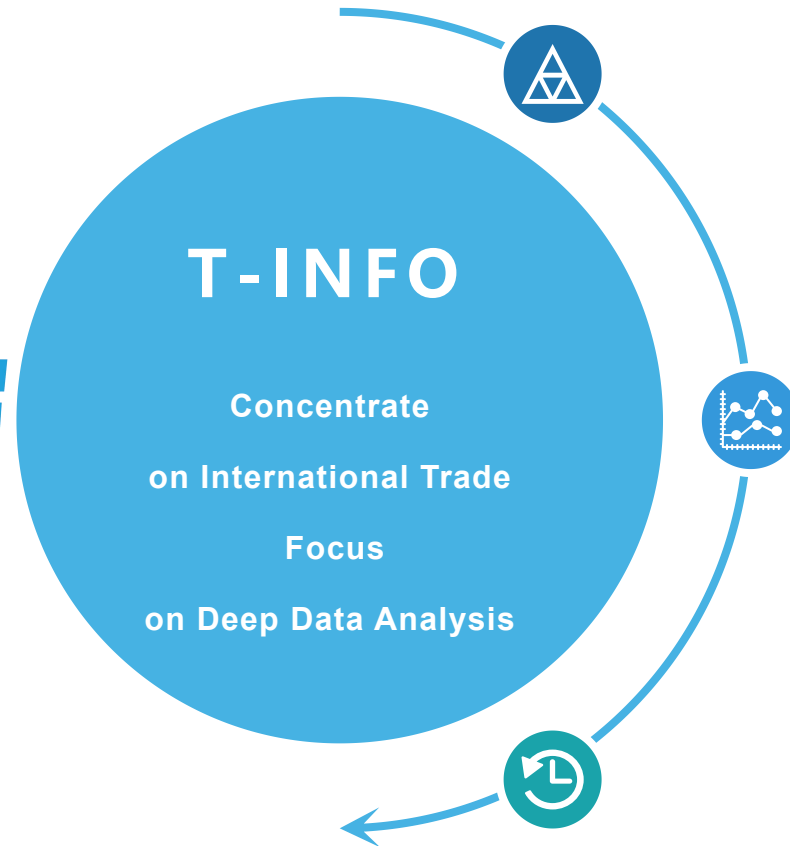 T-INFO
Concentrate
on International Trade
Focus
on Deep Data Analysis